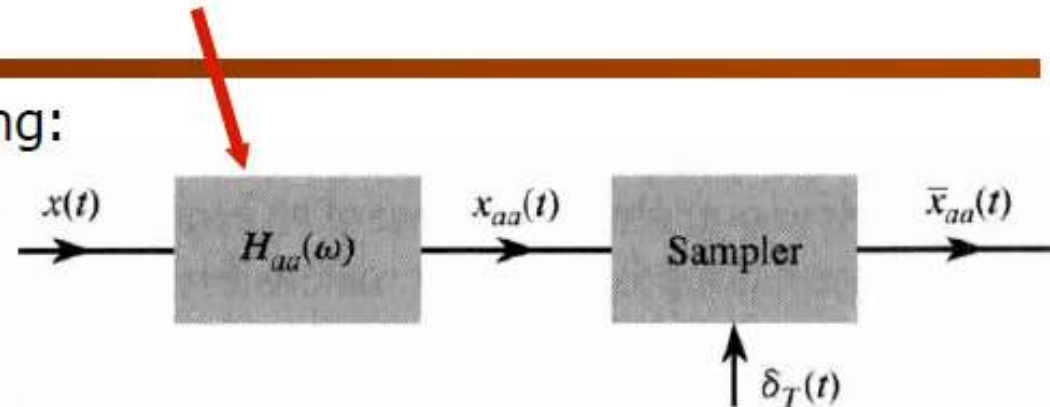 ng:
x(t)
H_aa(ω)
x_aa(t)
Sampler
x̅_aa(t)
δ_T(t)